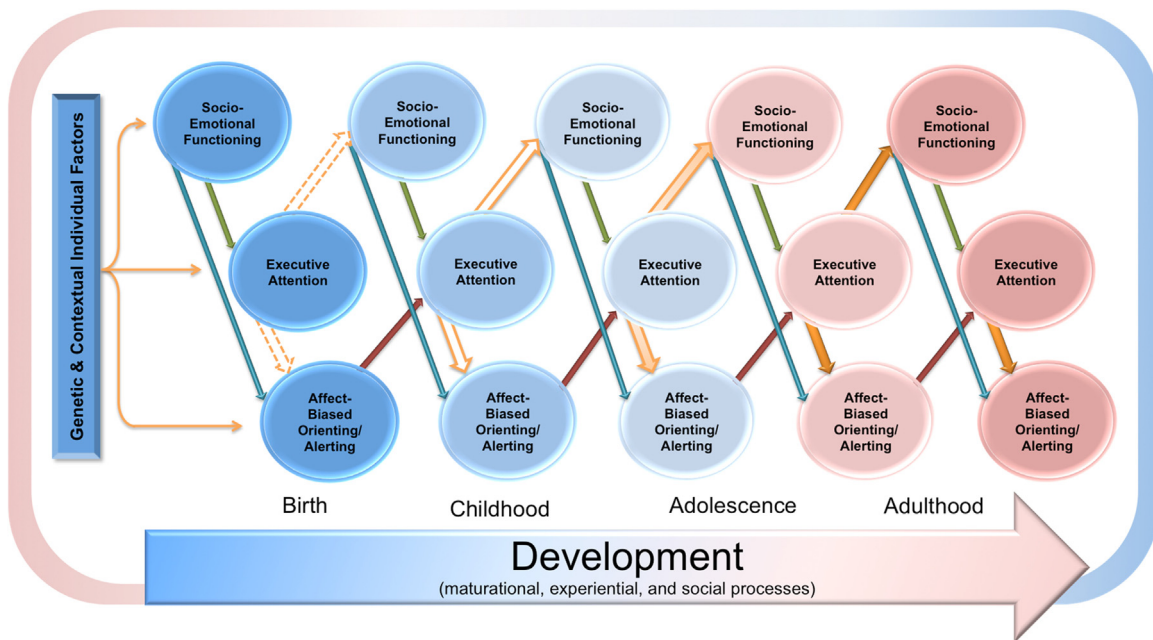 Genetic & Contextual Individual Factors
Socio-
Emotional
Functioning
Socio-
Emotional
Functioning
Socio-
Emotional
Functioning
Socio-
Emotional
Functioning
Socio-
Emotional
Functioning
Executive
Attention
Executive
Attention
Executive
Attention
Executive
Attention
Executive
Attention
Affect-
Biased
Orienting/
Alerting
Affect-
Biased
Orienting/
Alerting
Affect-
Biased
Orienting/
Alerting
Affect-
Biased
Orienting/
Alerting
Affect-
Biased
Orienting/
Alerting
Birth
Childhood
Adolescence
Adulthood
Development
(maturational, experiential, and social processes)